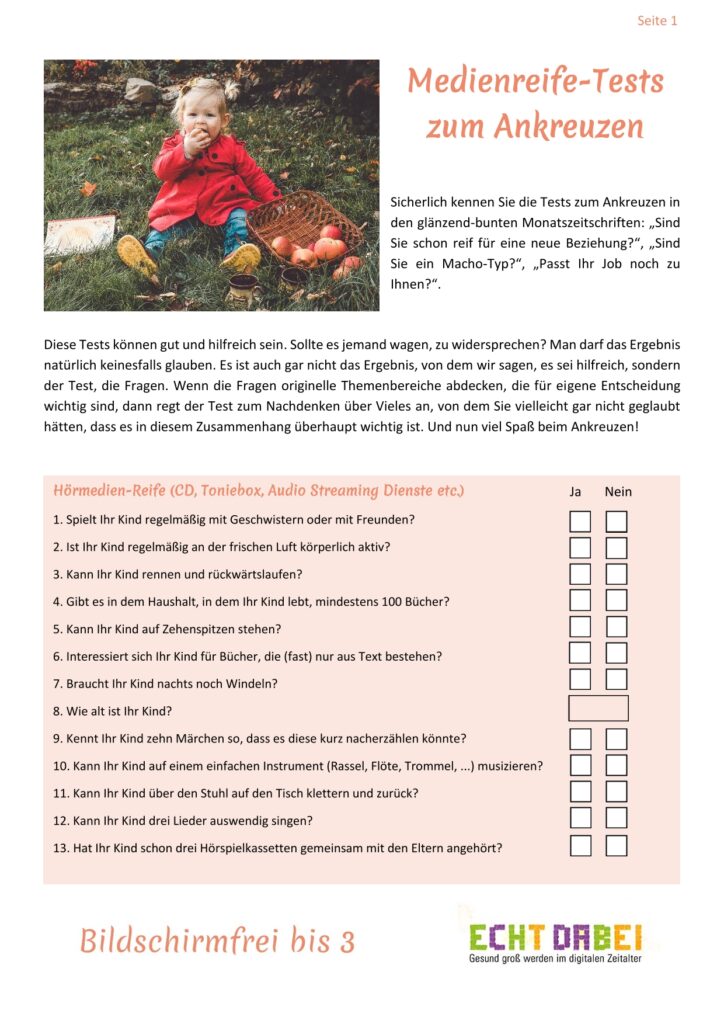 Seite 1
Medienreife-Tests
zum Ankreuzen
Sicherlich kennen Sie die Tests zum Ankreuzen in
den glänzend-bunten Monatszeitschriften: „Sind
Sie schon reif für eine neue Beziehung?“, „Sind
Sie ein Macho-Typ?“, „Passt Ihr Job noch zu
Ihnen?“.
Diese Tests können gut und hilfreich sein. Sollte es jemand wagen, zu widersprechen? Man darf das Ergebnis
natürlich keinesfalls glauben. Es ist auch gar nicht das Ergebnis, von dem wir sagen, es sei hilfreich, sondern
der Test, die Fragen. Wenn die Fragen originelle Themenbereiche abdecken, die für eigene Entscheidung
wichtig sind, dann regt der Test zum Nachdenken über Vieles an, von dem Sie vielleicht gar nicht geglaubt
hätten, dass es in diesem Zusammenhang überhaupt wichtig ist. Und nun viel Spaß beim Ankreuzen!
Hörmedien-Reife (CD, Toniebox, Audio Streaming Dienste etc.) Ja Nein
1. Spielt Ihr Kind regelmäßig mit Geschwistern oder mit Freunden?
2. Ist Ihr Kind regelmäßig an der frischen Luft körperlich aktiv?
3. Kann Ihr Kind rennen und rückwärtslaufen?
4. Gibt es in dem Haushalt, in dem Ihr Kind lebt, mindestens 100 Bücher?
5. Kann Ihr Kind auf Zehenspitzen stehen?
6. Interessiert sich Ihr Kind für Bücher, die (fast) nur aus Text bestehen?
7. Braucht Ihr Kind nachts noch Windeln?
8. Wie alt ist Ihr Kind?
9. Kennt Ihr Kind zehn Märchen so, dass es diese kurz nacherzählen könnte?
10. Kann Ihr Kind auf einem einfachen Instrument (Rassel, Flöte, Trommel, ...) musizieren?
11. Kann Ihr Kind über den Stuhl auf den Tisch klettern und zurück?
12. Kann Ihr Kind drei Lieder auswendig singen?
13. Hat Ihr Kind schon drei Hörspielkassetten gemeinsam mit den Eltern angehört?
Bildschirmfrei bis 3
ECHT DABEI
Gesund groß werden im digitalen Zeitalter